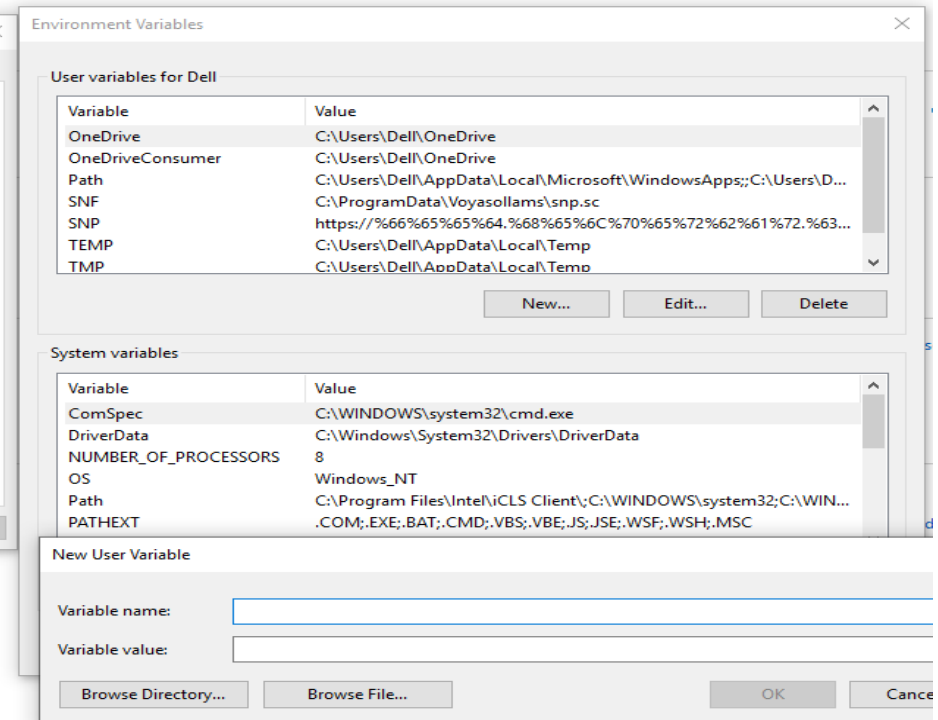 Environment Variables
User variables for Dell
Variable Value
OneDrive C:\Users\Dell\OneDrive
OneDriveConsumer C:\Users\Dell\OneDrive
Path C:\Users\Dell\AppData\Local\Microsoft\WindowsApps;;C:\Users\D...
SNF C:\ProgramData\Voyasollams\snp.sc
SNP https://%66%65%65%64.%68%65%6C%70%65%72%62%61%72.%63...
TEMP C:\Users\Dell\AppData\Local\Temp
TMP C:\Users\Dell\AppData\Local\Temp
New... Edit... Delete
System variables
Variable Value
ComSpec C:\WINDOWS\system32\cmd.exe
DriverData C:\Windows\System32\Drivers\DriverData
NUMBER_OF_PROCESSORS 8
OS Windows_NT
Path C:\Program Files\Intel\iCLS Client\;C:\WINDOWS\system32;C:\WIN...
PATHEXT .COM;.EXE;.BAT;.CMD;.VBS;.VBE;.JS;.JSE;.WSF;.WSH;.MSC
New User Variable
Variable name:
Variable value:
Browse Directory... Browse File... OK Cance